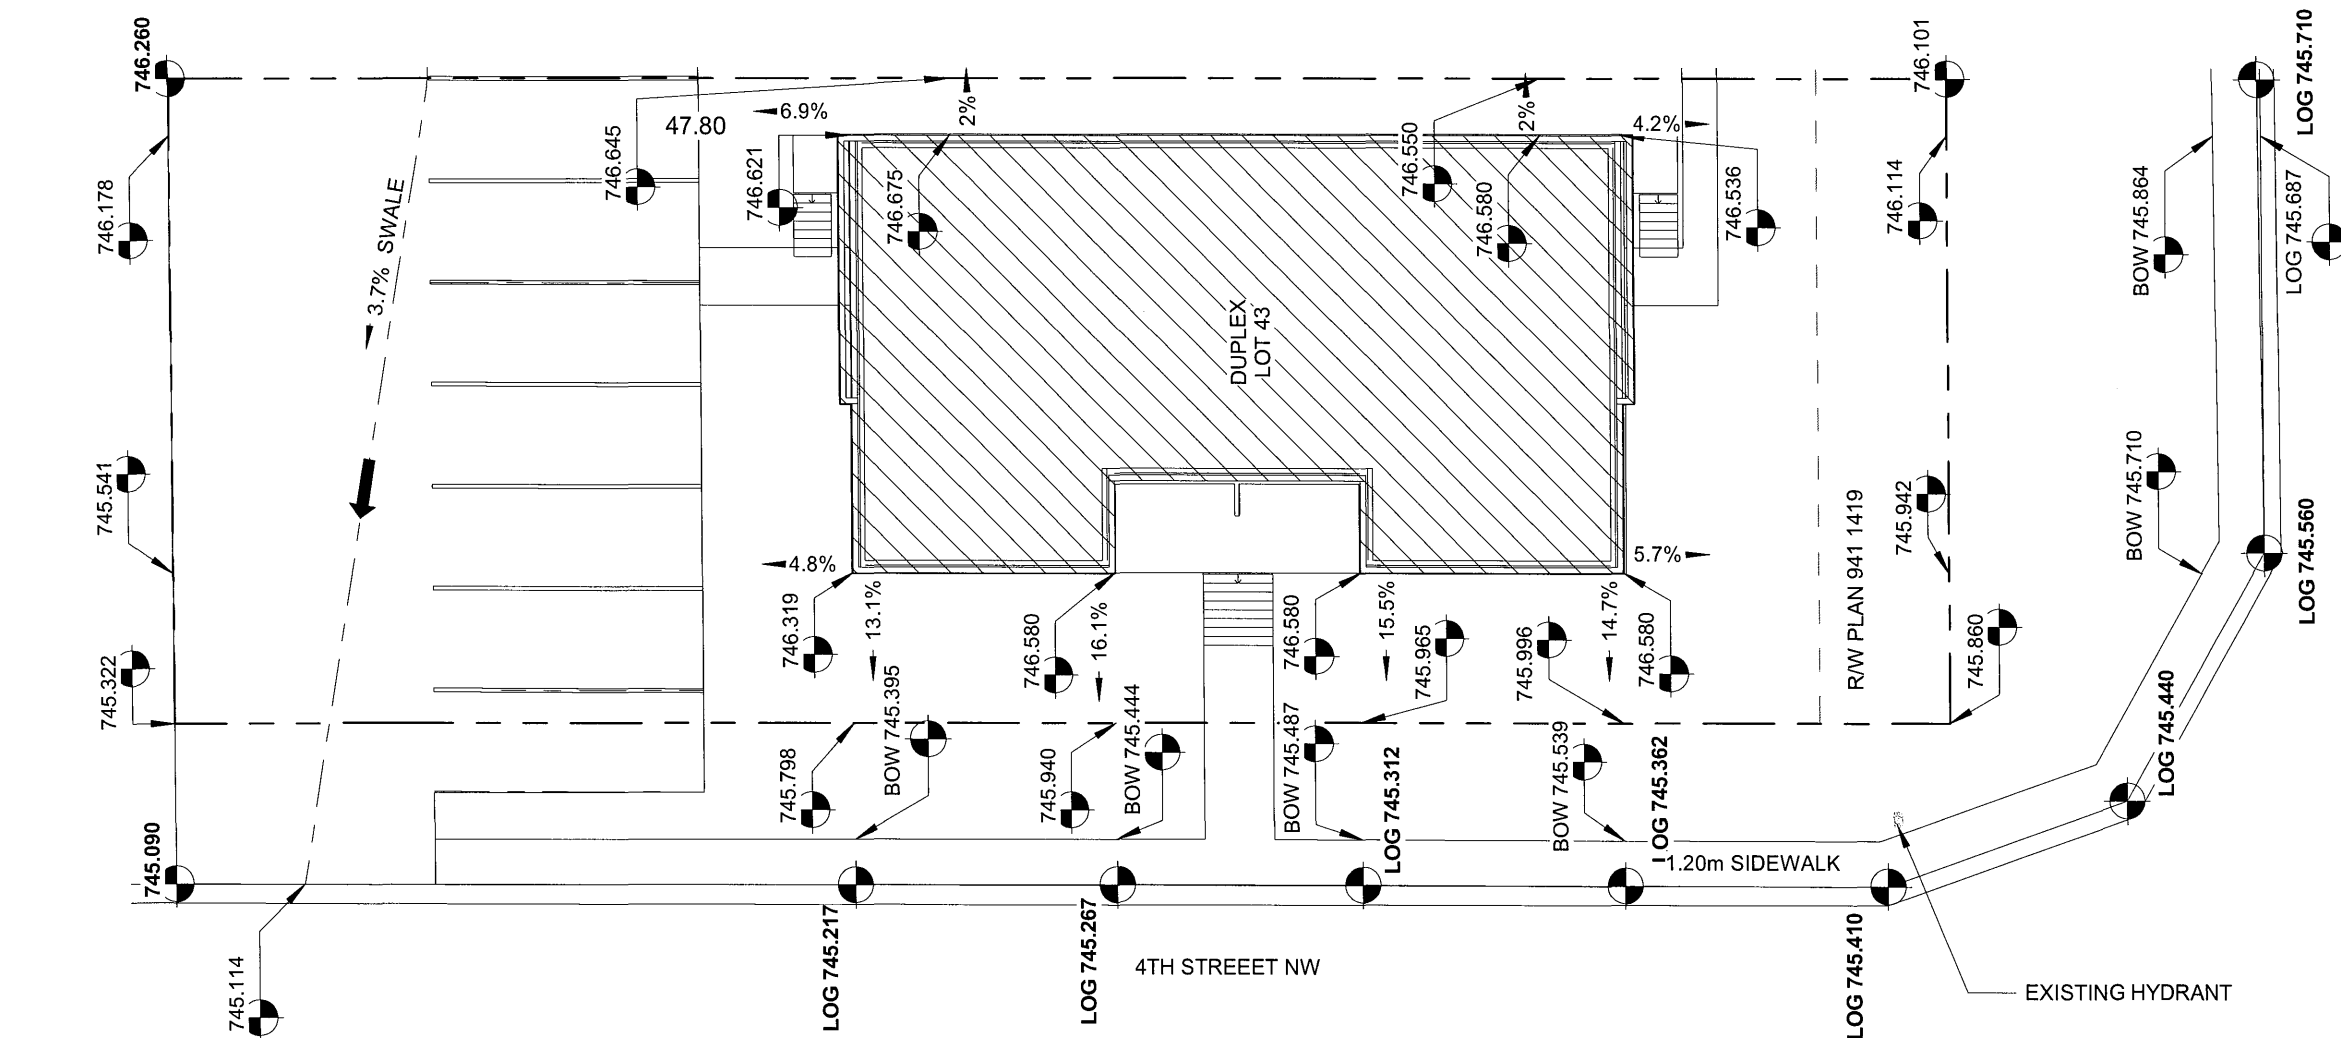 746.260
746.101
LOG 745.710
6.9%
2%
2%
47.80
4.2%
746.645
746.550
746.178
746.621
746.675
746.580
746.536
746.114
BOW 745.864
LOG 745.687
3.7% SWALE
DUPLEX
LOT 43
745.541
745.942
BOW 745.710
LOG 745.560
R/W PLAN 941 1419
4.8%
5.7%
746.319
13.1%
746.580
16.1%
746.580
15.5%
745.965
745.996
14.7%
746.580
745.860
745.322
BOW 745.395
BOW 745.444
745.798
745.940
BOW 745.487
LOG 745.312
BOW 745.539
LOG 745.362
LOG 745.440
745.090
1.20m SIDEWALK
LOG 745.217
LOG 745.267
4TH STREEET NW
LOG 745.410
745.114
EXISTING HYDRANT